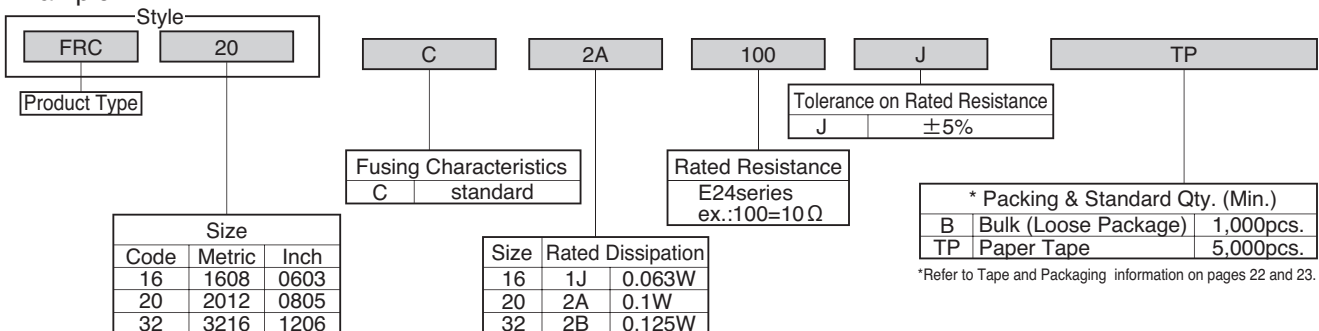 Style
FRC 20 C 2A 100 J TP
Product Type
Tolerance on Rated Resistance
J ±5%
Fusing Characteristics
C standard
Rated Resistance
E24series
ex.:100=10Ω
* Packing & Standard Qty. (Min.)
B Bulk (Loose Package) 1,000pcs.
TP Paper Tape 5,000pcs.
*Refer to Tape and Packaging information on pages 22 and 23.
Size
Code Metric Inch
16 1608 0603
20 2012 0805
32 3216 1206
Size Rated Dissipation
16 1J 0.063W
20 2A 0.1W
32 2B 0.125W